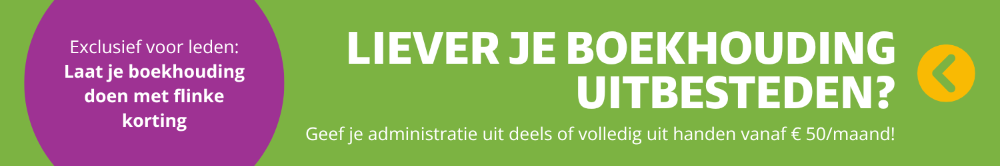 Exclusief voor leden:
Laat je boekhouding
doen met flinke
korting
LIEVER JE BOEKHOUDING
UITBESTEDEN?
Geef je administratie uit deels of volledig uit handen vanaf € 50/maand!